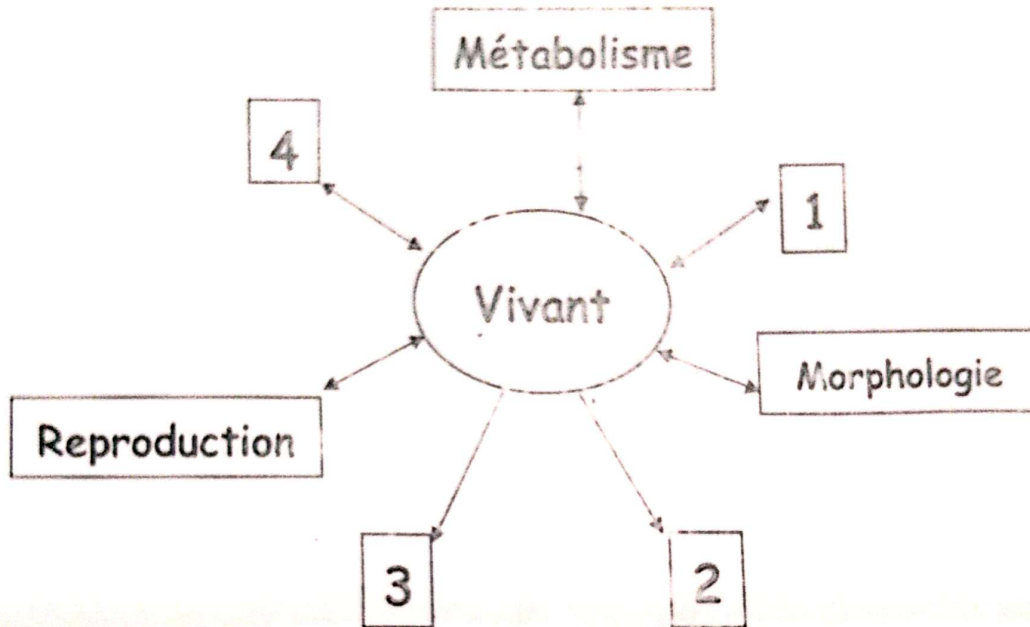 Métabolisme
4
1
Vivant
Morphologie
Reproduction
3
2